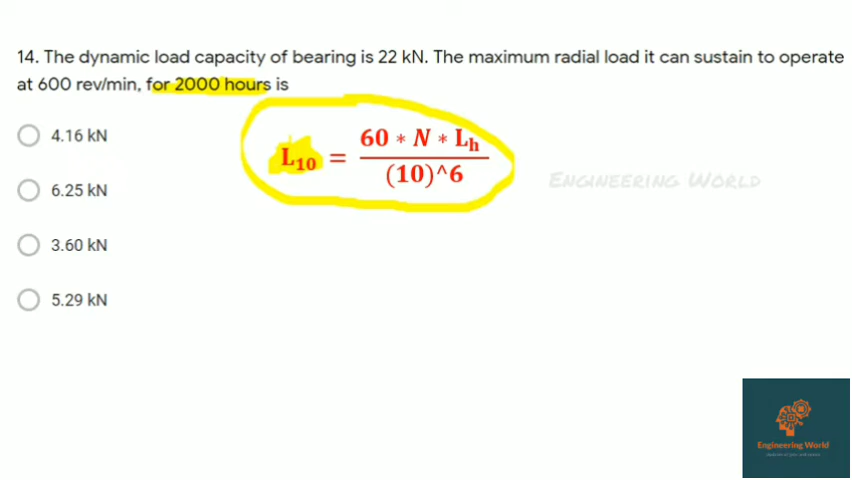 14. The dynamic load capacity of bearing is 22 kN. The maximum radial load it can sustain to operate
at 600 rev/min, for 2000 hours is
4.16 kN
6.25 kN
3.60 kN
5.29 kN
L₁₀ = 60 * N * Lₕ / (10)^6
ENGINEERING WORLD
Engineering World